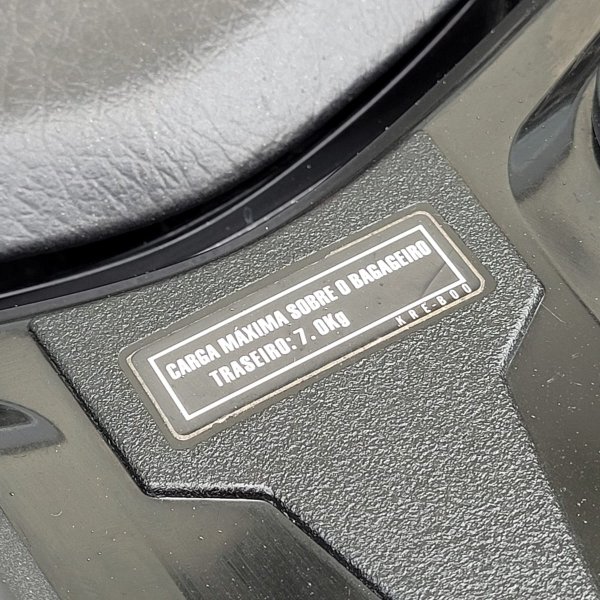 CARGA MÁXIMA SOBRE O BAGAGEIRO
TRASEIRO: 7.0Kg
KRE-B00